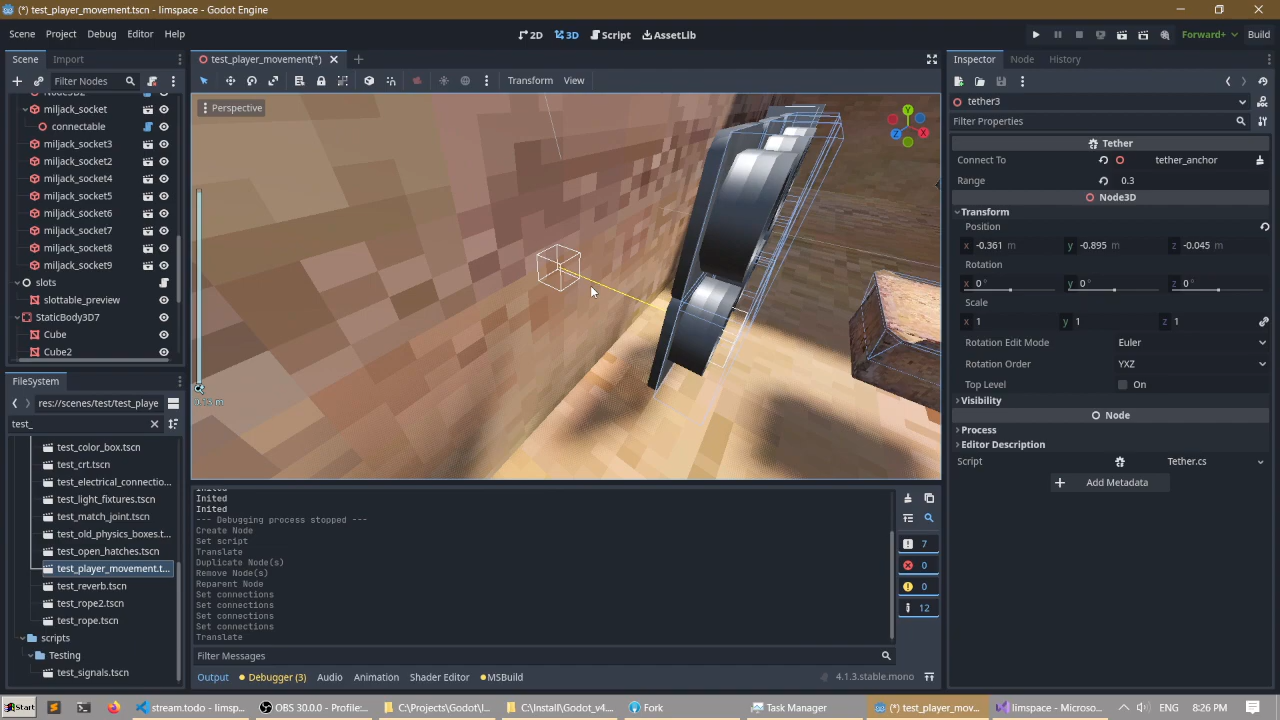 (*) test_player_movement.tscn - limspace - Godot Engine
Scene Project Debug Editor Help
2D 3D Script AssetLib
Forward+ Build
Scene Import
test_player_movement(*)
Inspector Node History
Filter Nodes
Transform View
Perspective
miljack_socket
connectable
miljack_socket3
miljack_socket2
miljack_socket4
miljack_socket5
miljack_socket6
miljack_socket7
miljack_socket8
miljack_socket9
slots
slottable_preview
StaticBody3D7
Cube
Cube2
FileSystem
res://scenes/test/test_playe
test_
test_color_box.tscn
test_crt.tscn
test_electrical_connectio...
test_light_fixtures.tscn
test_match_joint.tscn
test_old_physics_boxes.t...
test_open_hatches.tscn
test_player_movement.t...
test_reverb.tscn
test_rope2.tscn
test_rope.tscn
scripts
Testing
test_signals.tscn
Y
X
Z
Inited
Inited
--- Debugging process stopped ---
Create Node
Set script
Translate
Duplicate Node(s)
Remove Node(s)
Reparent Node
Set connections
Set connections
Set connections
Set connections
Translate
7
0
0
12
Filter Messages
Output Debugger (3) Audio Animation Shader Editor MSBuild
4.1.3.stable.mono
tether3
Filter Properties
Tether
Connect To tether_anchor
Range 0.3
Node3D
Transform
Position
x -0.361 m y -0.895 m z -0.045 m
Rotation
x 0 ° y 0 ° z 0 °
Scale
x 1 y 1 z 1
Rotation Edit Mode Euler
Rotation Order YXZ
Top Level On
Visibility
Node
Process
Editor Description
Script Tether.cs
Add Metadata
Start stream.todo — limsp... OBS 30.0.0 - Profile:... C:\Projects\Godot\l... C:\Install\Godot_v4... Fork Task Manager (*) test_player_mov... limspace - Microso...
ENG 8:26 PM